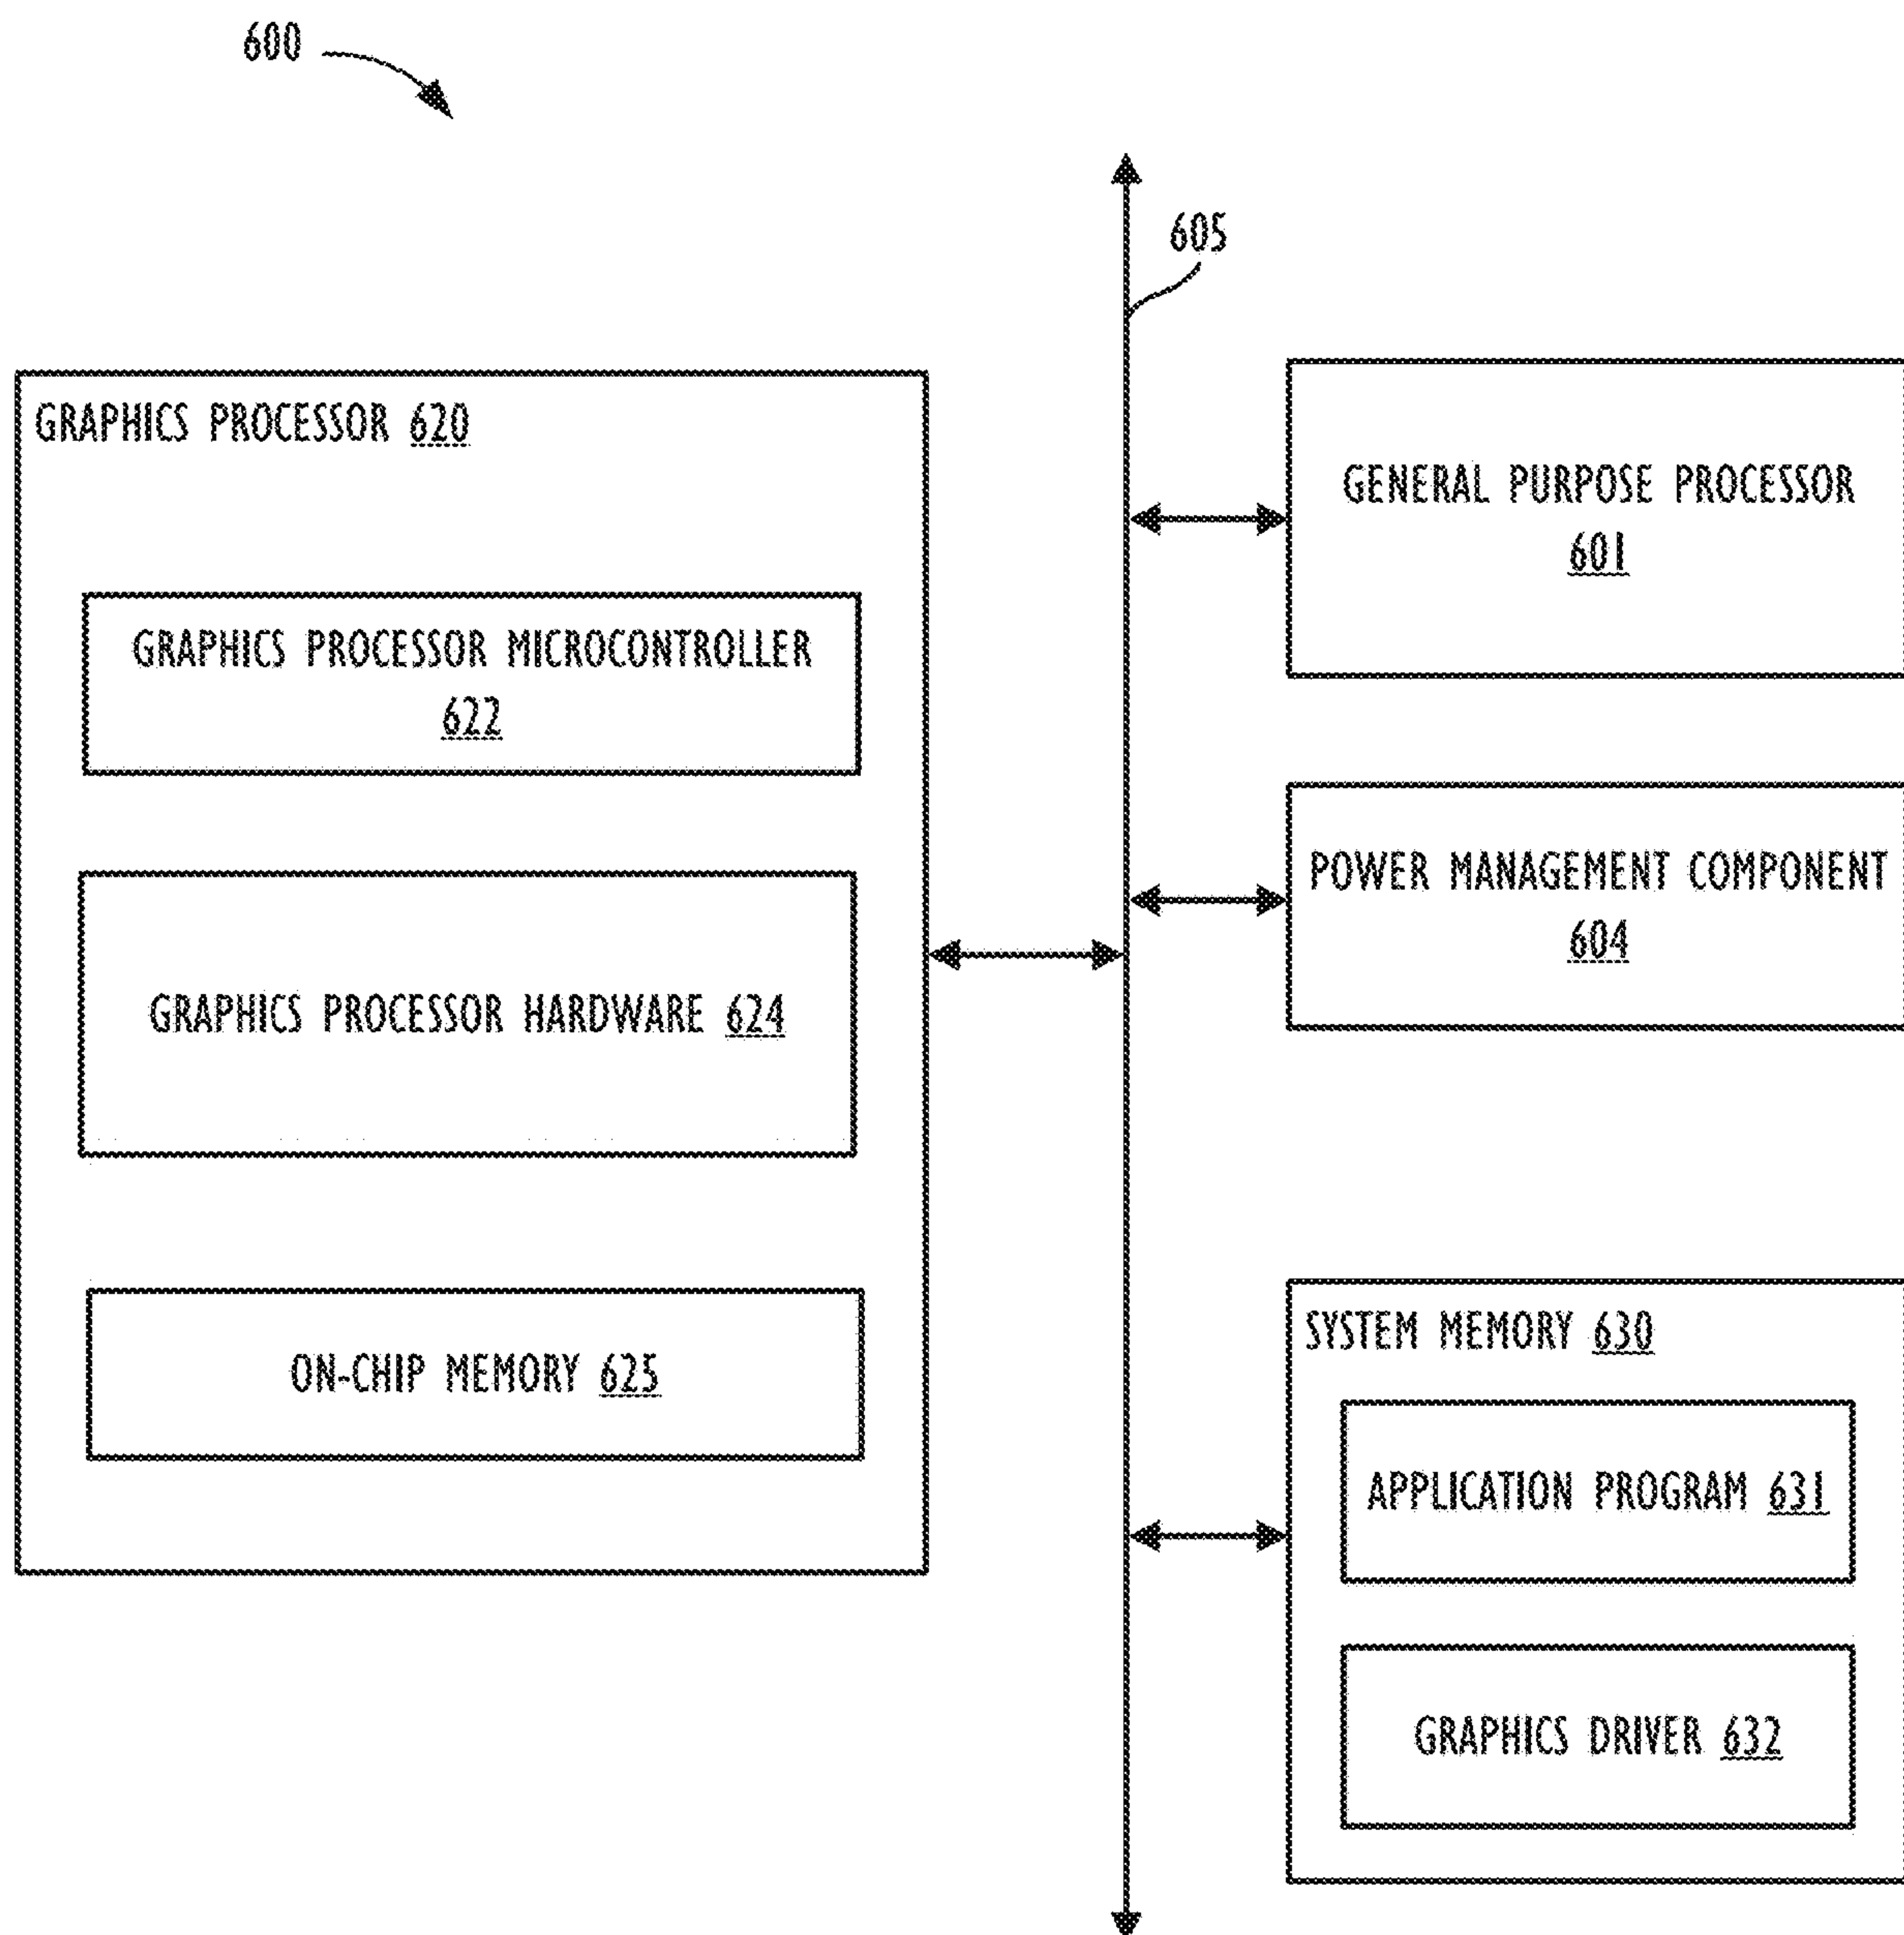 600
605
GRAPHICS PROCESSOR 620
GRAPHICS PROCESSOR MICROCONTROLLER
622
GRAPHICS PROCESSOR HARDWARE 624
ON-CHIP MEMORY 625
GENERAL PURPOSE PROCESSOR
601
POWER MANAGEMENT COMPONENT
604
SYSTEM MEMORY 630
APPLICATION PROGRAM 631
GRAPHICS DRIVER 632